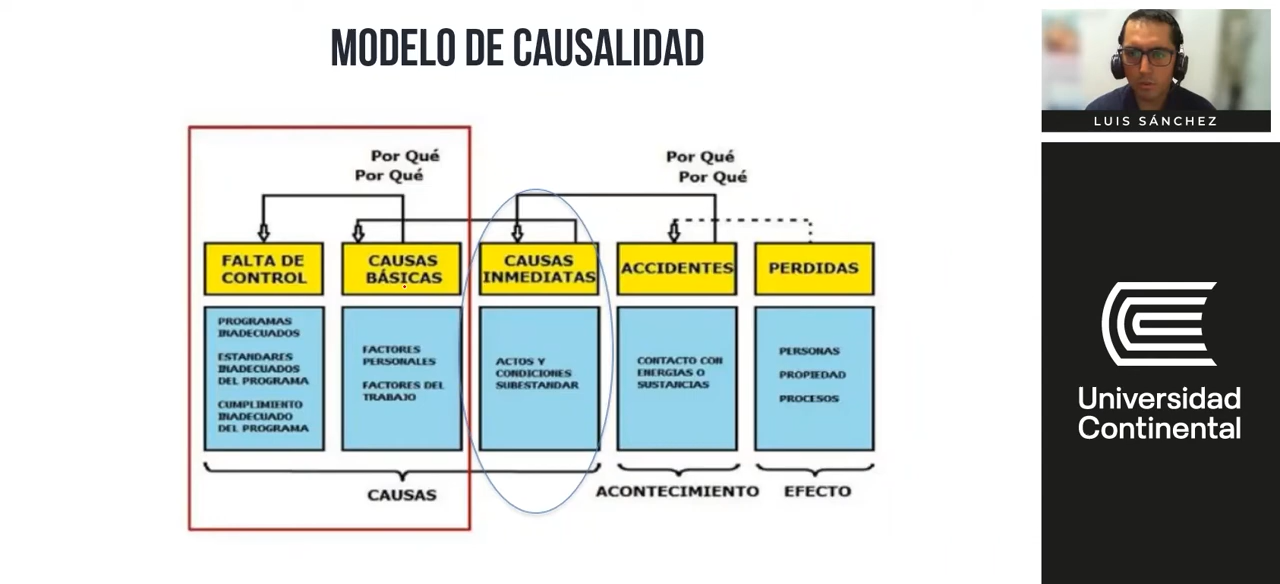 MODELO DE CAUSALIDAD
Por Qué
Por Qué
Por Qué
Por Qué
FALTA DE
CONTROL
CAUSAS
BÁSICAS
CAUSAS
INMEDIATAS
ACCIDENTES
PERDIDAS
PROGRAMAS
INADECUADOS
ESTANDARES
INADECUADOS
DEL PROGRAMA
CUMPLIMIENTO
INADECUADO
DEL PROGRAMA
FACTORES
PERSONALES
FACTORES DEL
TRABAJO
ACTOS Y
CONDICIONES
SUBESTANDAR
CONTACTO CON
ENERGIAS O
SUSTANCIAS
PERSONAS
PROPIEDAD
PROCESOS
CAUSAS
ACONTECIMIENTO
EFECTO
LUIS SÁNCHEZ
Universidad
Continental